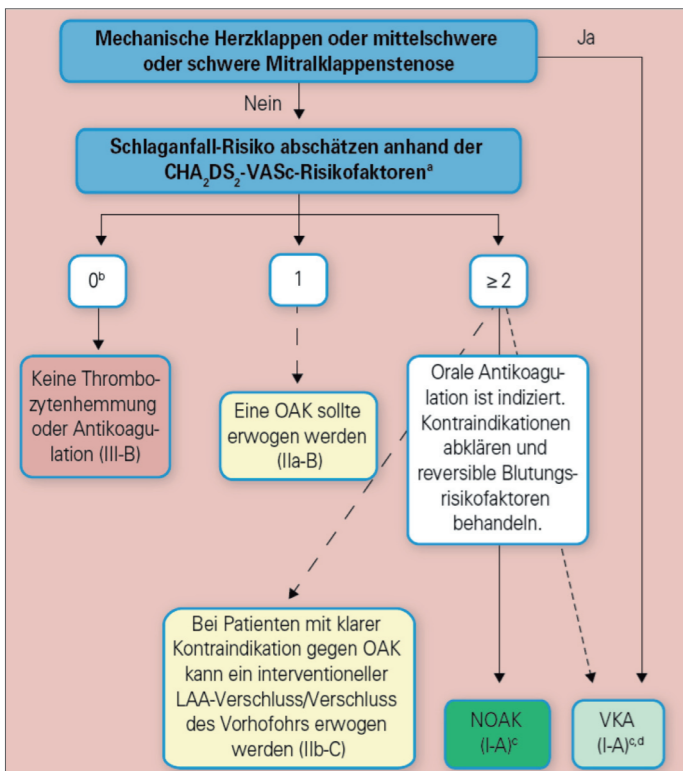 Mechanische Herzklappen oder mittelschwere
oder schwere Mitralklappenstenose
Ja
Nein
Schlaganfall-Risiko abschätzen anhand der
CHA₂DS₂-VASc-Risikofaktorenᵃ
0ᵇ
1
≥ 2
Keine Thrombo-
zytenhemmung
oder Antikoagu-
lation (III-B)
Eine OAK sollte
erwogen werden
(IIa-B)
Orale Antikoagu-
lation ist indiziert.
Kontraindikationen
abklären und
reversible Blutungs-
risikofaktoren
behandeln.
Bei Patienten mit klarer
Kontraindikation gegen OAK
kann ein interventioneller
LAA-Verschluss/Verschluss
des Vorhofohrs erwogen
werden (IIb-C)
NOAK
(I-A)ᶜ
VKA
(I-A)ᶜ,ᵈ